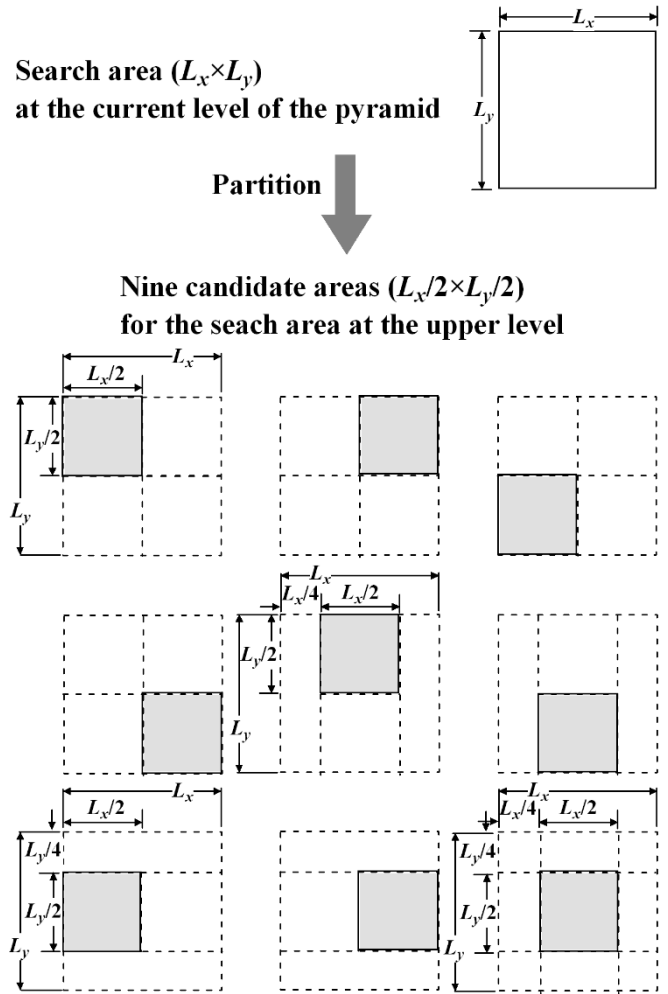 Lx
Search area (Lx×Ly)
at the current level of the pyramid
Ly
Partition
Nine candidate areas (Lx/2×Ly/2)
for the seach area at the upper level
Lx
Lx/2
Ly/2
Ly
Lx
Lx/4 Lx/2
Ly/2
Ly
Lx
Lx/2
Ly/4
Ly/2
Ly
Lx
Lx/4 Lx/2
Ly/4
Ly/2
Ly